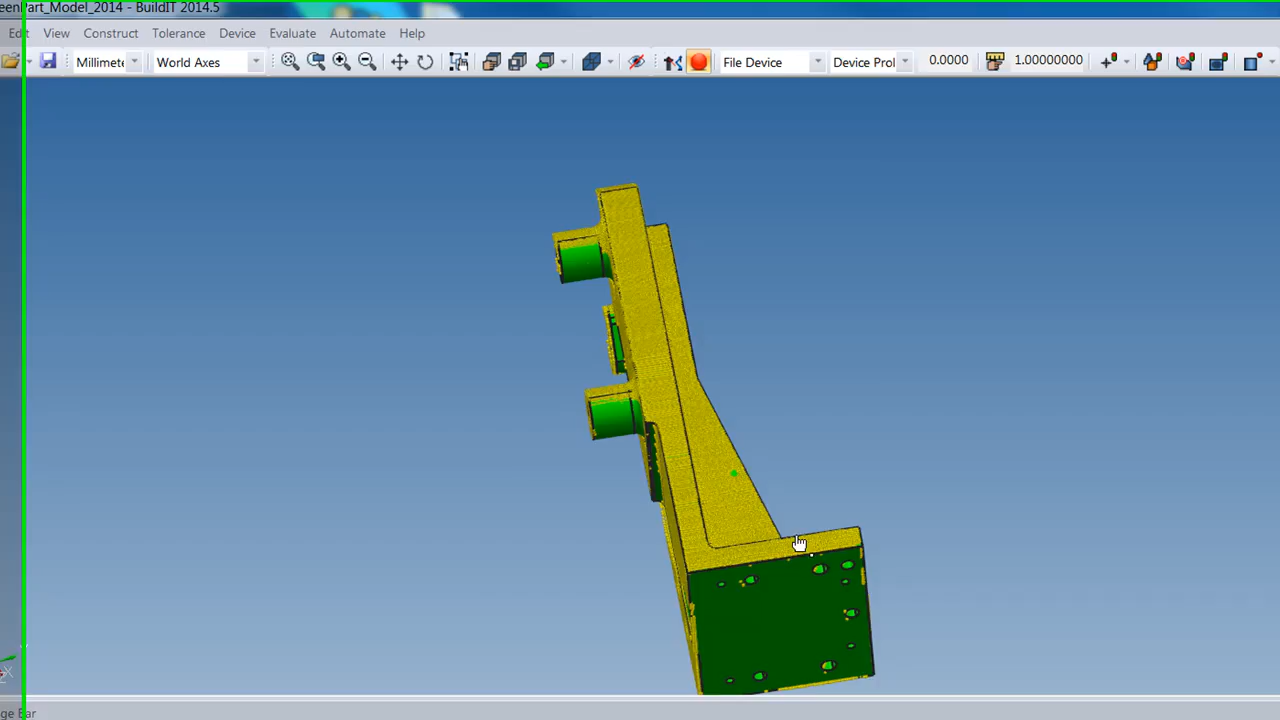 eenPart_Model_2014 - BuildIT 2014.5
Edit View Construct Tolerance Device Evaluate Automate Help
Millimete World Axes File Device Device Prol 0.0000 1.00000000
X
ge Bar